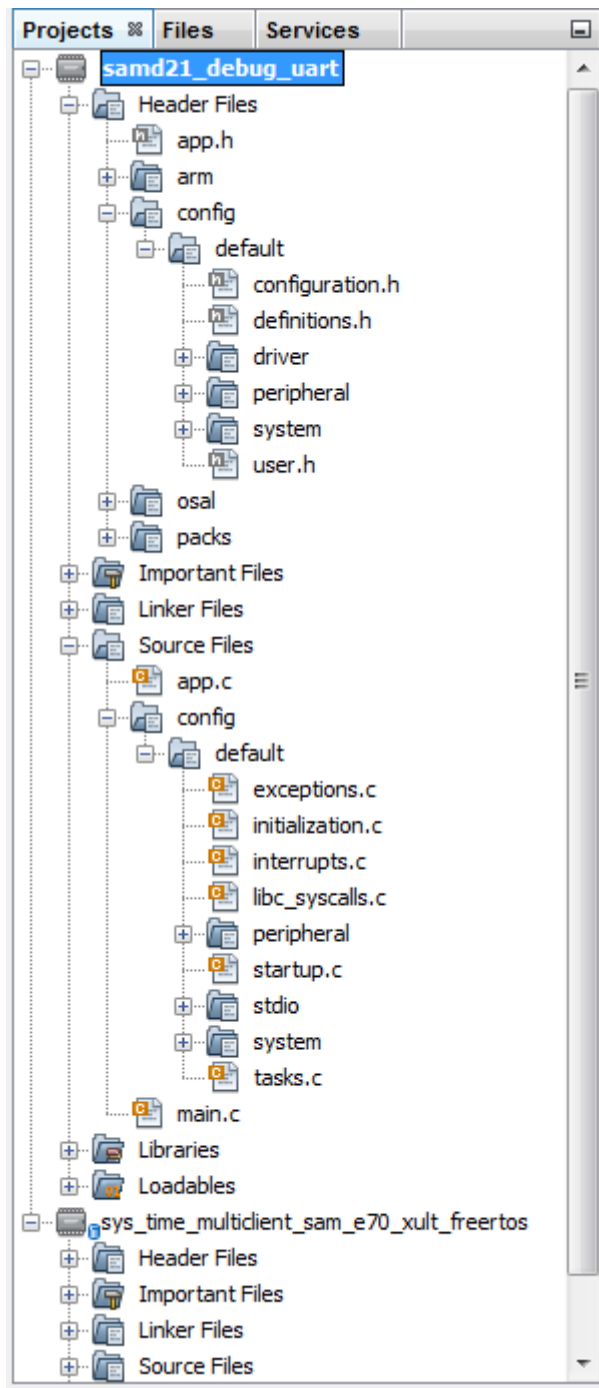 Projects Files Services
samd21_debug_uart
Header Files
app.h
arm
config
default
configuration.h
definitions.h
driver
peripheral
system
user.h
osal
packs
Important Files
Linker Files
Source Files
app.c
config
default
exceptions.c
initialization.c
interrupts.c
libc_syscalls.c
peripheral
startup.c
stdio
system
tasks.c
main.c
Libraries
Loadables
sys_time_multiclient_sam_e70_xult_freertos
Header Files
Important Files
Linker Files
Source Files